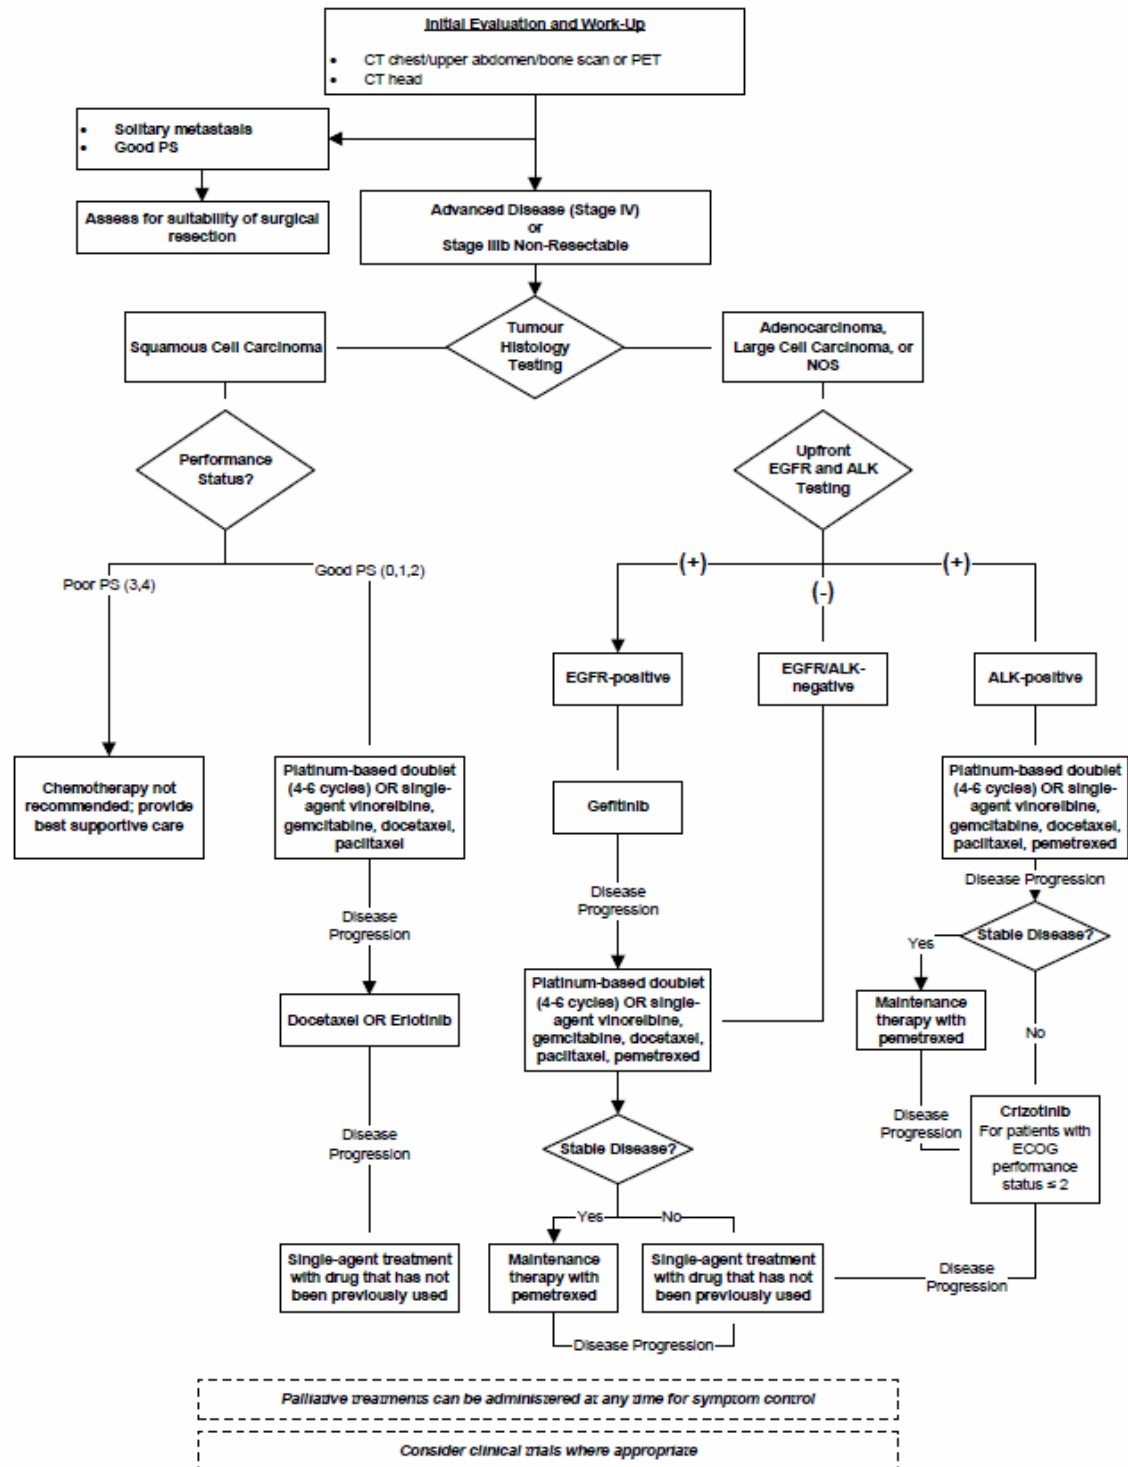 Initial Evaluation and Work-Up
• CT chest/upper abdomen/bone scan or PET
• CT head
• Solitary metastasis
• Good PS
Assess for suitability of surgical
resection
Advanced Disease (Stage IV)
or
Stage IIIb Non-Resectable
Tumour
Histology
Testing
Squamous Cell Carcinoma
Adenocarcinoma,
Large Cell Carcinoma, or
NOS
Performance
Status?
Upfront
EGFR and ALK
Testing
Poor PS (3,4)
Good PS (0,1,2)
(+)
(-)
(+)
EGFR-positive
EGFR/ALK-
negative
ALK-positive
Chemotherapy not
recommended; provide
best supportive care
Platinum-based doublet
(4-6 cycles) OR single-
agent vinorelbine,
gemcitabine, docetaxel,
paclitaxel
Gefitinib
Platinum-based doublet
(4-6 cycles) OR single-
agent vinorelbine,
gemcitabine, docetaxel,
paclitaxel, pemetrexed
Disease Progression
Disease
Progression
Disease
Progression
Stable Disease?
Yes
No
Docetaxel OR Erlotinib
Platinum-based doublet
(4-6 cycles) OR single-
agent vinorelbine,
gemcitabine, docetaxel,
paclitaxel, pemetrexed
Maintenance
therapy with
pemetrexed
Disease
Progression
Crizotinib
For patients with
ECOG
performance
status ≤ 2
Disease
Progression
Stable Disease?
Yes
No
Single-agent treatment
with drug that has not
been previously used
Maintenance
therapy with
pemetrexed
Single-agent treatment
with drug that has not
been previously used
Disease
Progression
Disease Progression
Palliative treatments can be administered at any time for symptom control
Consider clinical trials where appropriate